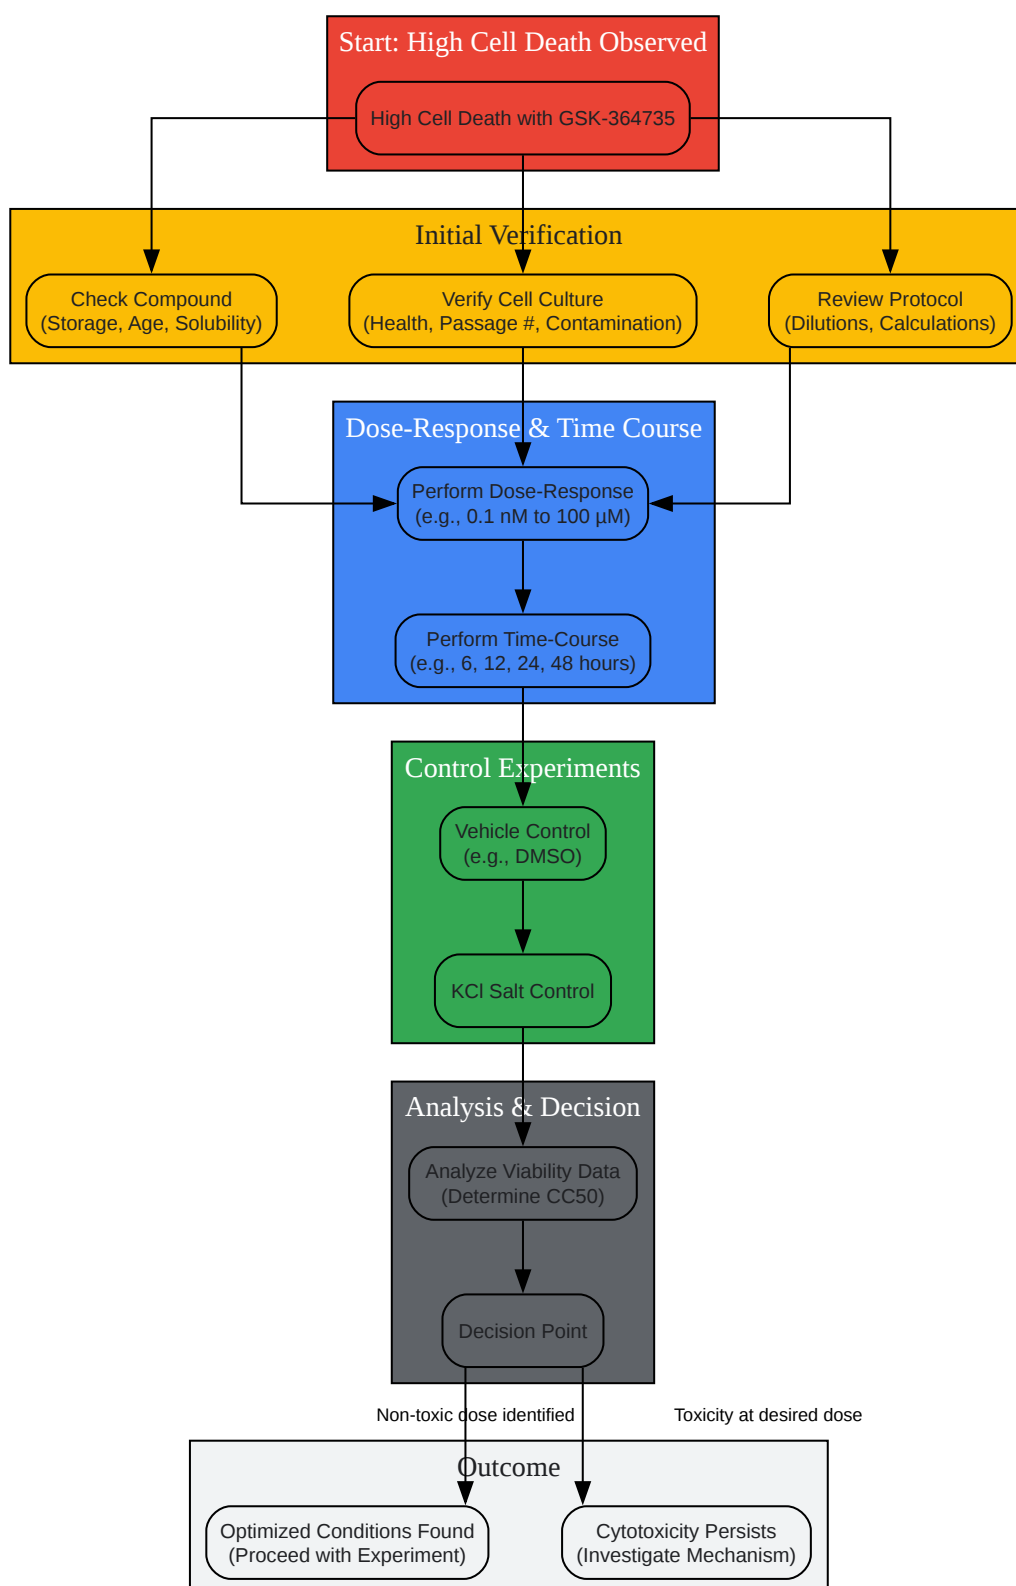 Start: High Cell Death Observed
High Cell Death with GSK-364735
Initial Verification
Check Compound
(Storage, Age, Solubility)
Verify Cell Culture
(Health, Passage #, Contamination)
Review Protocol
(Dilutions, Calculations)
Dose-Response & Time Course
Perform Dose-Response
(e.g., 0.1 nM to 100 µM)
Perform Time-Course
(e.g., 6, 12, 24, 48 hours)
Control Experiments
Vehicle Control
(e.g., DMSO)
KCl Salt Control
Analysis & Decision
Analyze Viability Data
(Determine CC50)
Decision Point
Non-toxic dose identified
Toxicity at desired dose
Outcome
Optimized Conditions Found
(Proceed with Experiment)
Cytotoxicity Persists
(Investigate Mechanism)